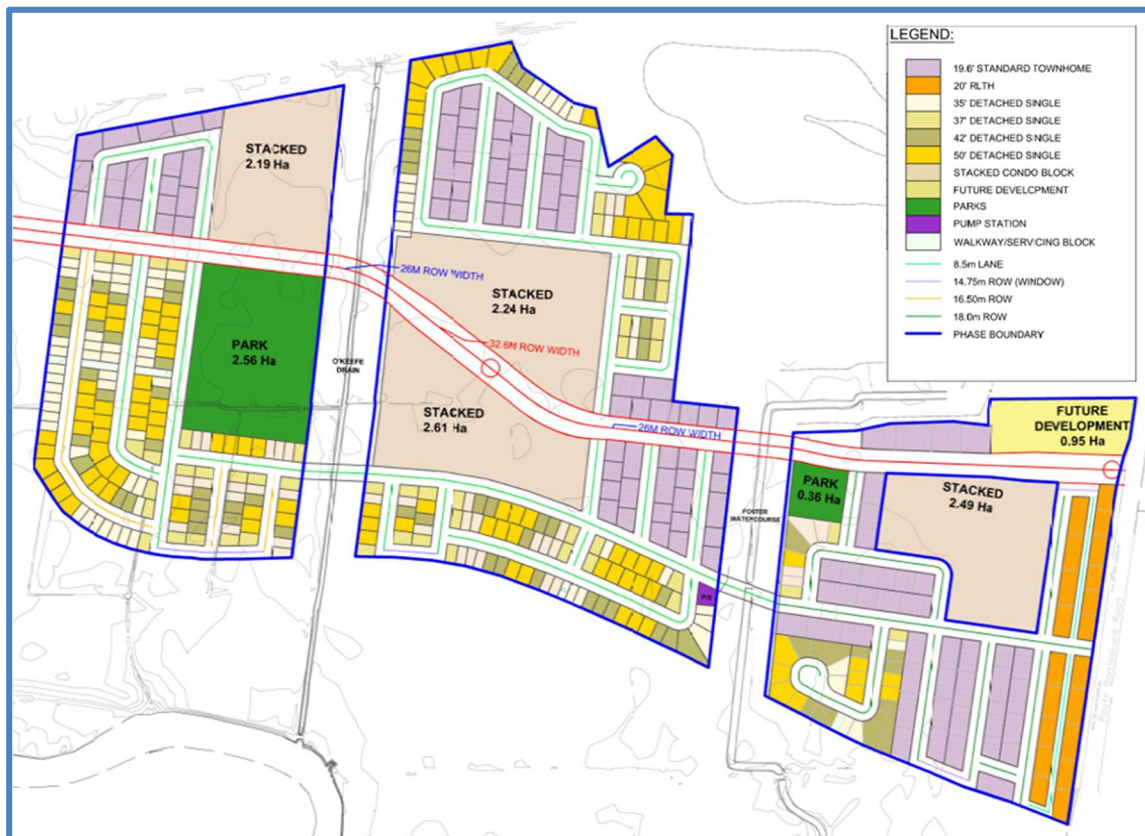 LEGEND:
19.6' STANDARD TOWNHOME
20' RLTH
35' DETACHED SINGLE
37' DETACHED SINGLE
42' DETACHED SINGLE
50' DETACHED SINGLE
STACKED CONDO BLOCK
FUTURE DEVELOPMENT
PARKS
PUMP STATION
WALKWAY/SERVICING BLOCK
8.5m LANE
14.75m ROW (WINDOW)
16.50m ROW
18.0m ROW
PHASE BOUNDARY
STACKED
2.19 Ha
26M ROW WIDTH
STACKED
2.24 Ha
PARK
2.56 Ha
32.6M ROW WIDTH
O'KEEFE
DRAIN
STACKED
2.61 Ha
26M ROW WIDTH
FUTURE
DEVELOPMENT
0.95 Ha
PARK
0.36 Ha
STACKED
2.49 Ha
FOSTER
WATERCOURSE
P/S